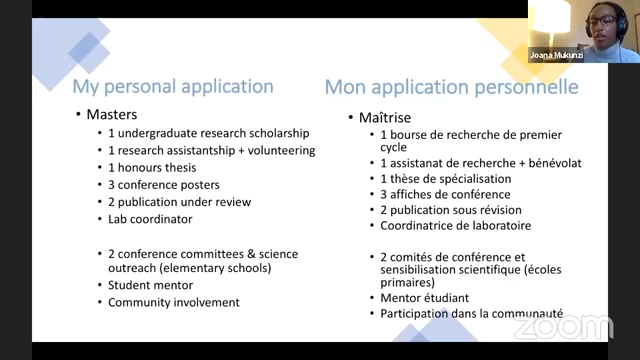 Joana Mukunzi
My personal application
Mon application personnelle
• Masters
• 1 undergraduate research scholarship
• 1 research assistantship + volunteering
• 1 honours thesis
• 3 conference posters
• 2 publication under review
• Lab coordinator
• 2 conference committees & science
outreach (elementary schools)
• Student mentor
• Community involvement
• Maîtrise
• 1 bourse de recherche de premier
cycle
• 1 assistanat de recherche + bénévolat
• 1 thèse de spécialisation
• 3 affiches de conférence
• 2 publication sous révision
• Coordinatrice de laboratoire
• 2 comités de conférence et
sensibilisation scientifique (écoles
primaires)
• Mentor étudiant
• Participation dans la communauté
zoom